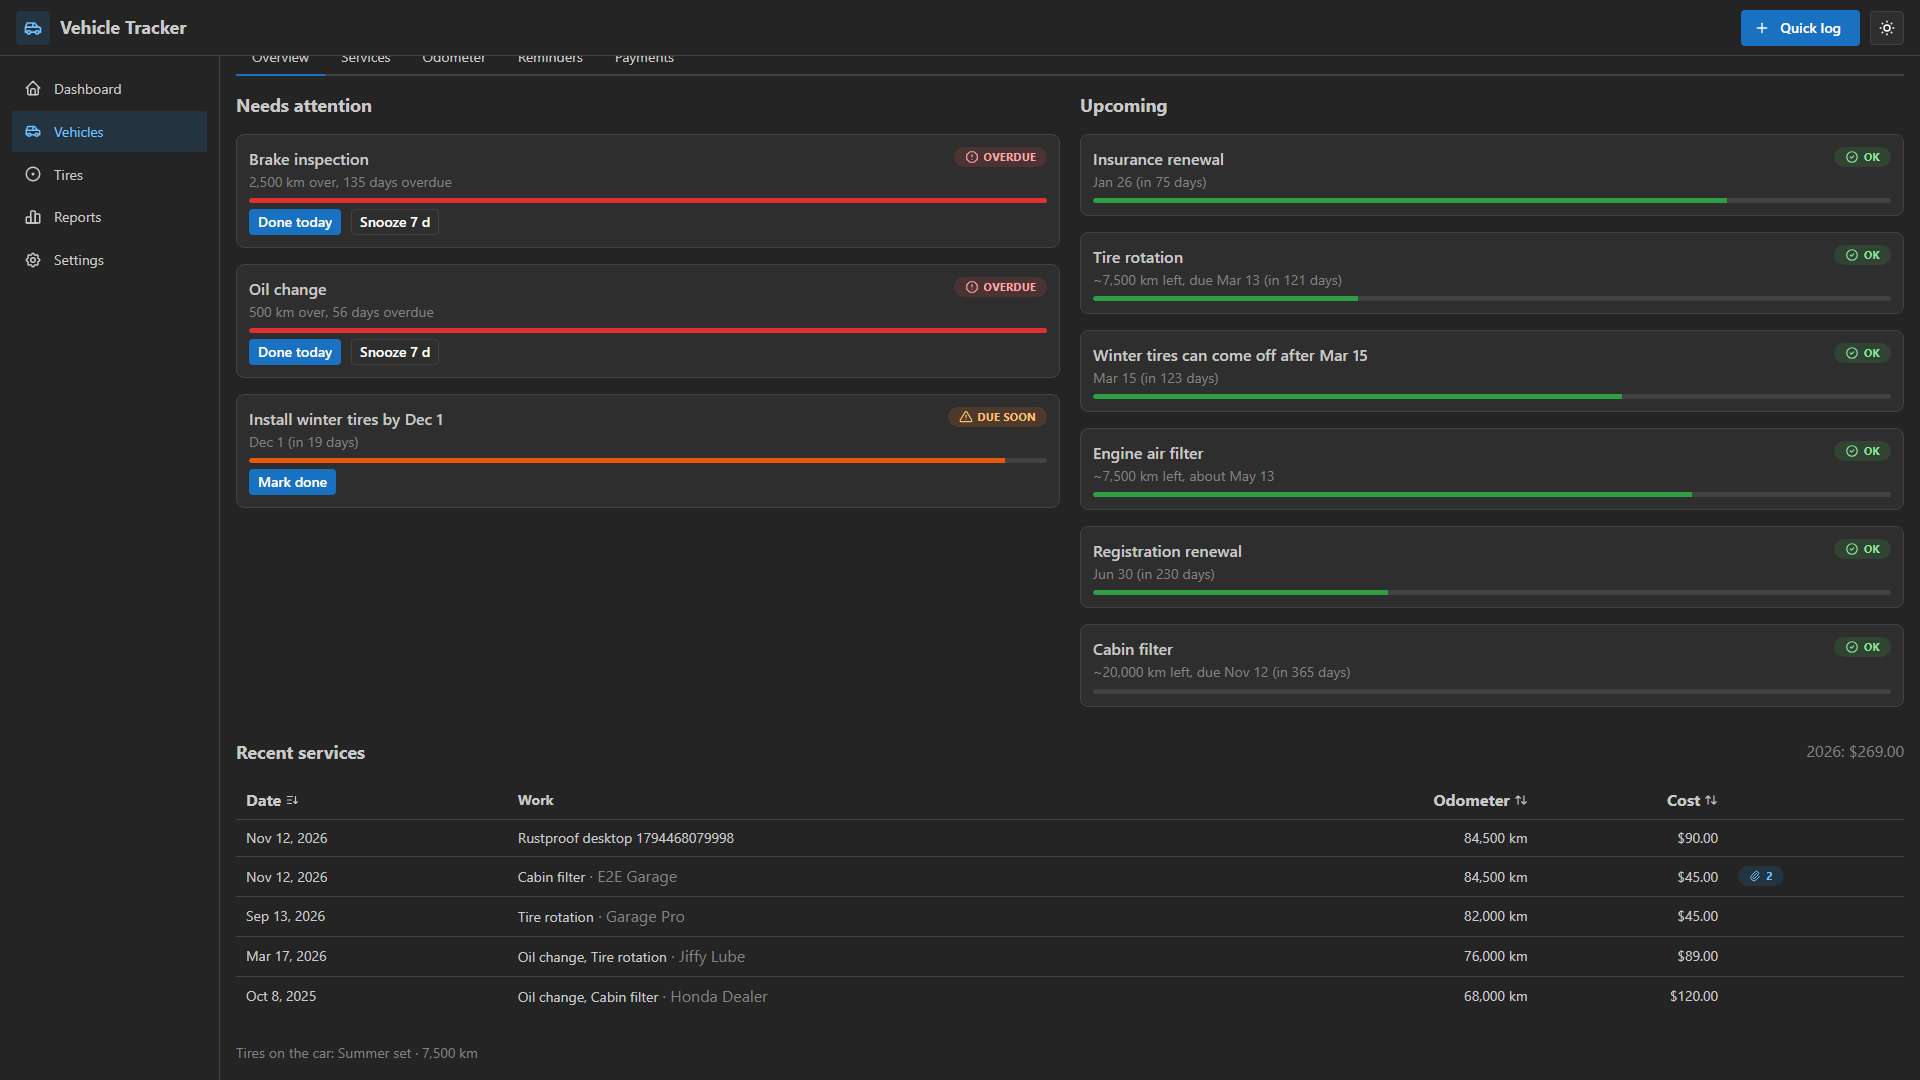 Vehicle Tracker
Quick log
Dashboard
Vehicles
Tires
Reports
Settings
Overview Services Odometer Reminders Payments
Needs attention
Brake inspection OVERDUE
2,500 km over, 135 days overdue
Done today Snooze 7 d
Oil change OVERDUE
500 km over, 56 days overdue
Done today Snooze 7 d
Install winter tires by Dec 1 DUE SOON
Dec 1 (in 19 days)
Mark done
Upcoming
Insurance renewal OK
Jan 26 (in 75 days)
Tire rotation OK
~7,500 km left, due Mar 13 (in 121 days)
Winter tires can come off after Mar 15 OK
Mar 15 (in 123 days)
Engine air filter OK
~7,500 km left, about May 13
Registration renewal OK
Jun 30 (in 230 days)
Cabin filter OK
~20,000 km left, due Nov 12 (in 365 days)
Recent services 2026: $269.00
Date Work Odometer Cost
Nov 12, 2026 Rustproof desktop 1794468079998 84,500 km $90.00
Nov 12, 2026 Cabin filter · E2E Garage 84,500 km $45.00 2
Sep 13, 2026 Tire rotation · Garage Pro 82,000 km $45.00
Mar 17, 2026 Oil change, Tire rotation · Jiffy Lube 76,000 km $89.00
Oct 8, 2025 Oil change, Cabin filter · Honda Dealer 68,000 km $120.00
Tires on the car: Summer set · 7,500 km